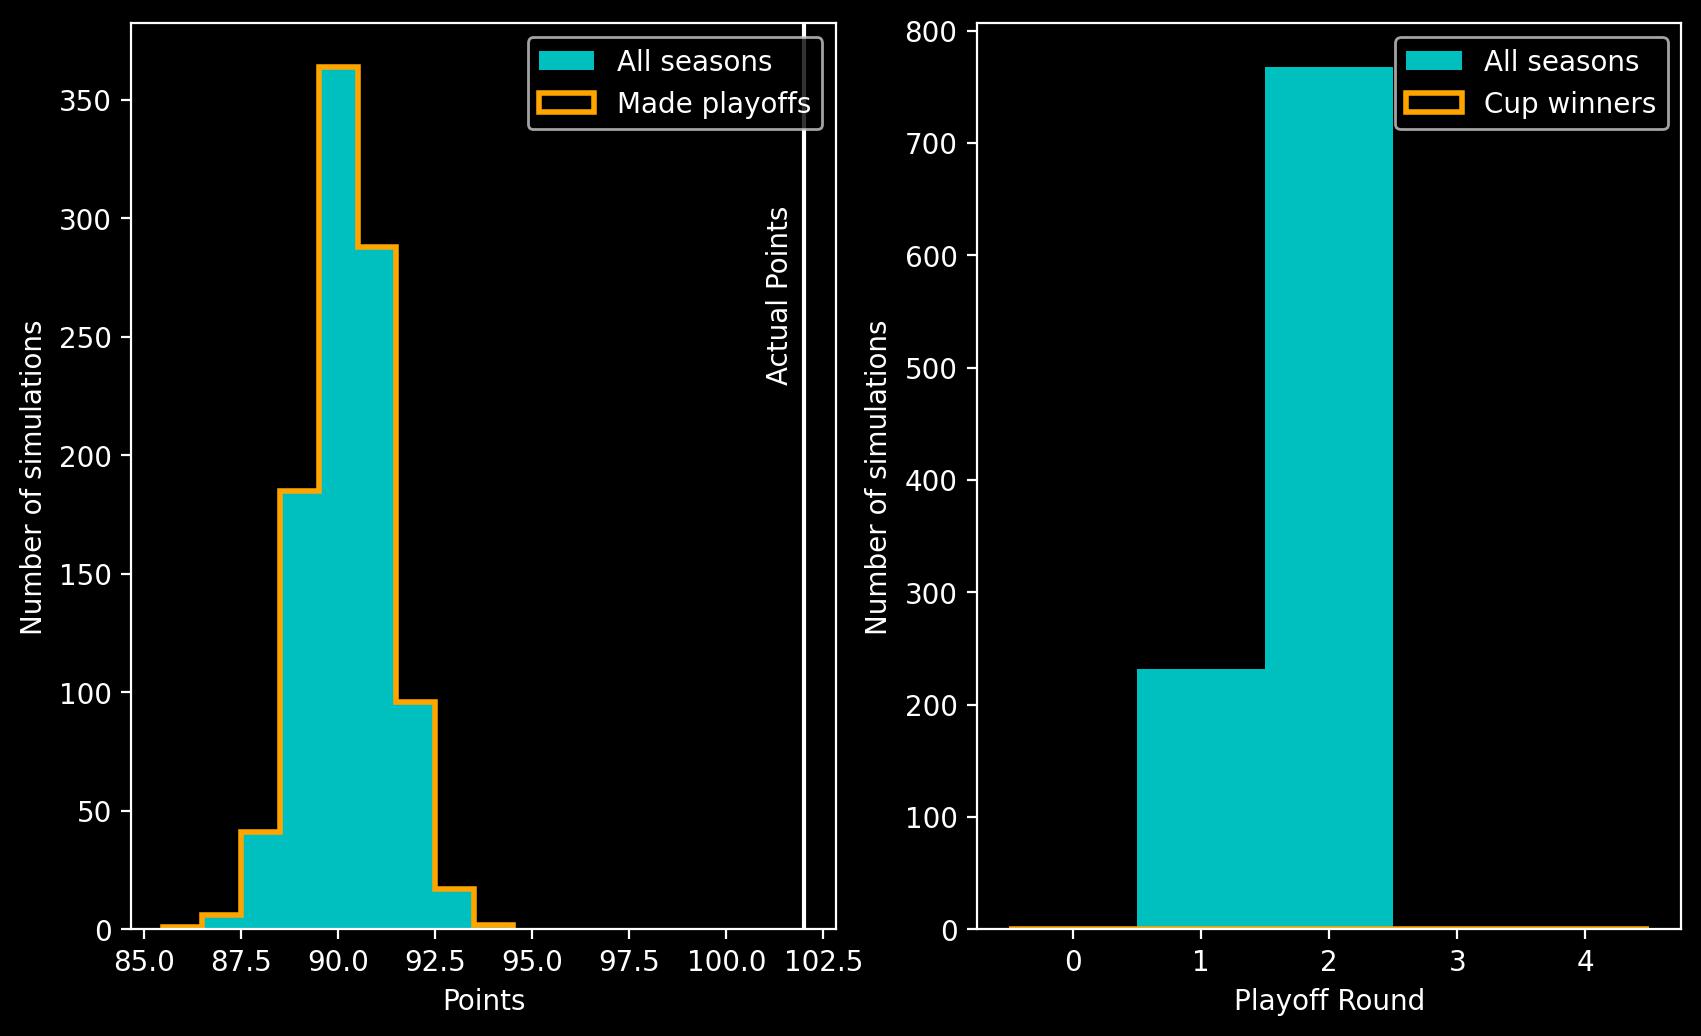 All seasons
Made playoffs
Actual Points
Number of simulations
350
300
250
200
150
100
50
0
85.0 87.5 90.0 92.5 95.0 97.5 100.0 102.5
Points
All seasons
Cup winners
Number of simulations
800
700
600
500
400
300
200
100
0
0 1 2 3 4
Playoff Round